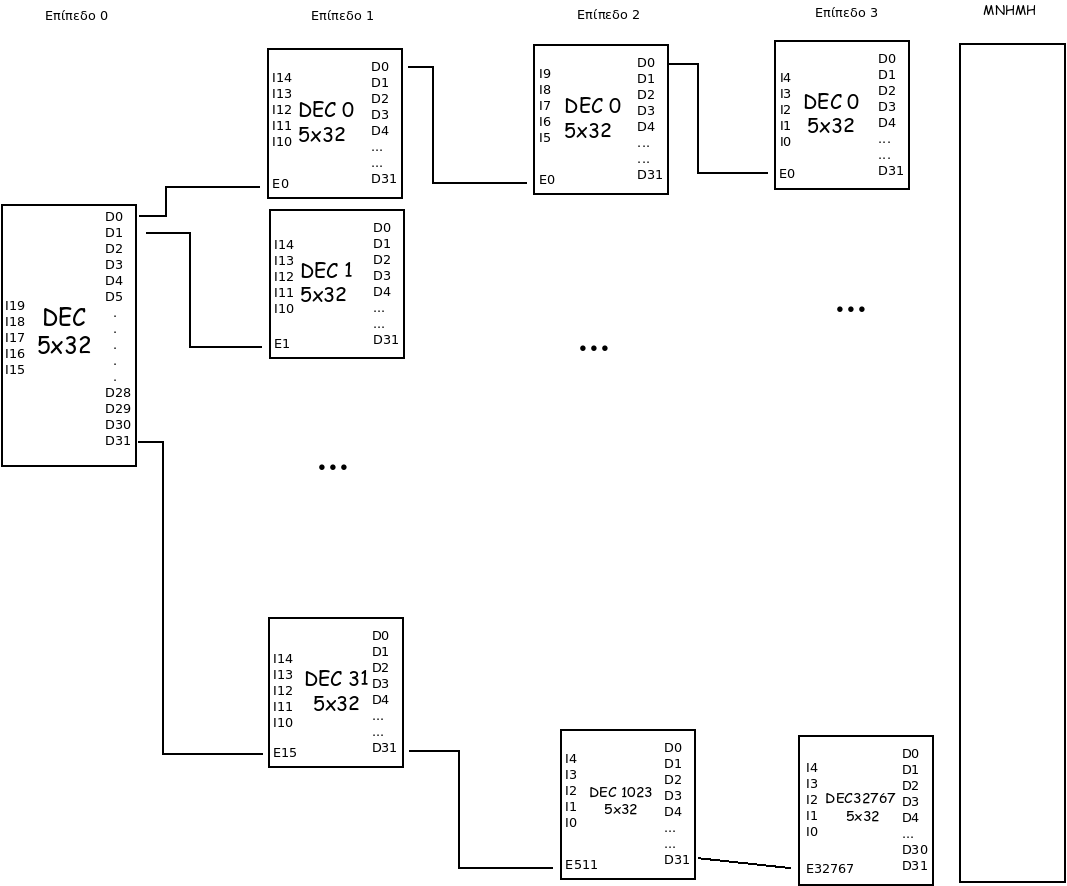 Επίπεδο 0
Επίπεδο 1
Επίπεδο 2
Επίπεδο 3
ΜΝΗΜΗ
D0
D1
D2
D3
D4
D5
.
.
.
.
.
D28
D29
D30
D31
I19
I18
I17
I16
I15
DEC
5x32
I14
I13
I12
I11
I10
E0
DEC 0
5x32
D0
D1
D2
D3
D4
...
...
D31
I14
I13
I12
I11
I10
E1
DEC 1
5x32
D0
D1
D2
D3
D4
...
...
D31
...
I14
I13
I12
I11
I10
E15
DEC 31
5x32
D0
D1
D2
D3
D4
...
...
D31
I9
I8
I7
I6
I5
E0
DEC 0
5x32
D0
D1
D2
D3
D4
...
...
D31
...
I4
I3
I2
I1
I0
E511
DEC 1023
5x32
D0
D1
D2
D3
D4
...
...
D31
I4
I3
I2
I1
I0
E0
DEC 0
5x32
D0
D1
D2
D3
D4
...
...
D31
...
I4
I3
I2
I1
I0
E32767
DEC32767
5x32
D0
D1
D2
D3
D4
...
D30
D31